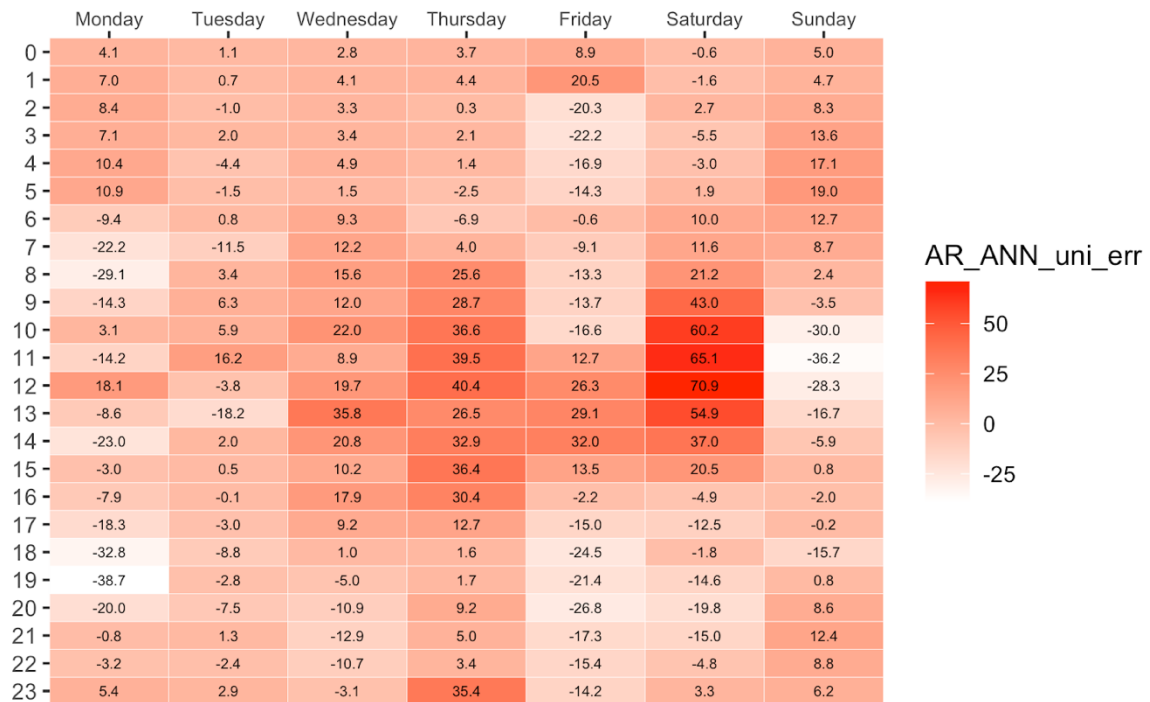 Monday Tuesday Wednesday Thursday Friday Saturday Sunday
0 4.1 1.1 2.8 3.7 8.9 -0.6 5.0
1 7.0 0.7 4.1 4.4 20.5 -1.6 4.7
2 8.4 -1.0 3.3 0.3 -20.3 2.7 8.3
3 7.1 2.0 3.4 2.1 -22.2 -5.5 13.6
4 10.4 -4.4 4.9 1.4 -16.9 -3.0 17.1
5 10.9 -1.5 1.5 -2.5 -14.3 1.9 19.0
6 -9.4 0.8 9.3 -6.9 -0.6 10.0 12.7
7 -22.2 -11.5 12.2 4.0 -9.1 11.6 8.7
8 -29.1 3.4 15.6 25.6 -13.3 21.2 2.4
9 -14.3 6.3 12.0 28.7 -13.7 43.0 -3.5
10 3.1 5.9 22.0 36.6 -16.6 60.2 -30.0
11 -14.2 16.2 8.9 39.5 12.7 65.1 -36.2
12 18.1 -3.8 19.7 40.4 26.3 70.9 -28.3
13 -8.6 -18.2 35.8 26.5 29.1 54.9 -16.7
14 -23.0 2.0 20.8 32.9 32.0 37.0 -5.9
15 -3.0 0.5 10.2 36.4 13.5 20.5 0.8
16 -7.9 -0.1 17.9 30.4 -2.2 -4.9 -2.0
17 -18.3 -3.0 9.2 12.7 -15.0 -12.5 -0.2
18 -32.8 -8.8 1.0 1.6 -24.5 -1.8 -15.7
19 -38.7 -2.8 -5.0 1.7 -21.4 -14.6 0.8
20 -20.0 -7.5 -10.9 9.2 -26.8 -19.8 8.6
21 -0.8 1.3 -12.9 5.0 -17.3 -15.0 12.4
22 -3.2 -2.4 -10.7 3.4 -15.4 -4.8 8.8
23 5.4 2.9 -3.1 35.4 -14.2 3.3 6.2
AR_ANN_uni_err
50
25
0
-25